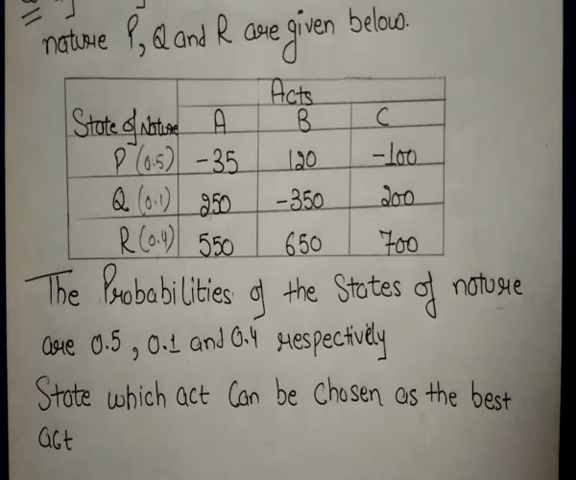 nature P, Q and R are given below.
Acts
State of Nature A B C
P (0.5) -35 120 -100
Q (0.1) 250 -350 200
R (0.4) 550 650 700
The Probabilities of the States of nature
are 0.5, 0.1 and 0.4 respectively
State which act Can be Chosen as the best
act